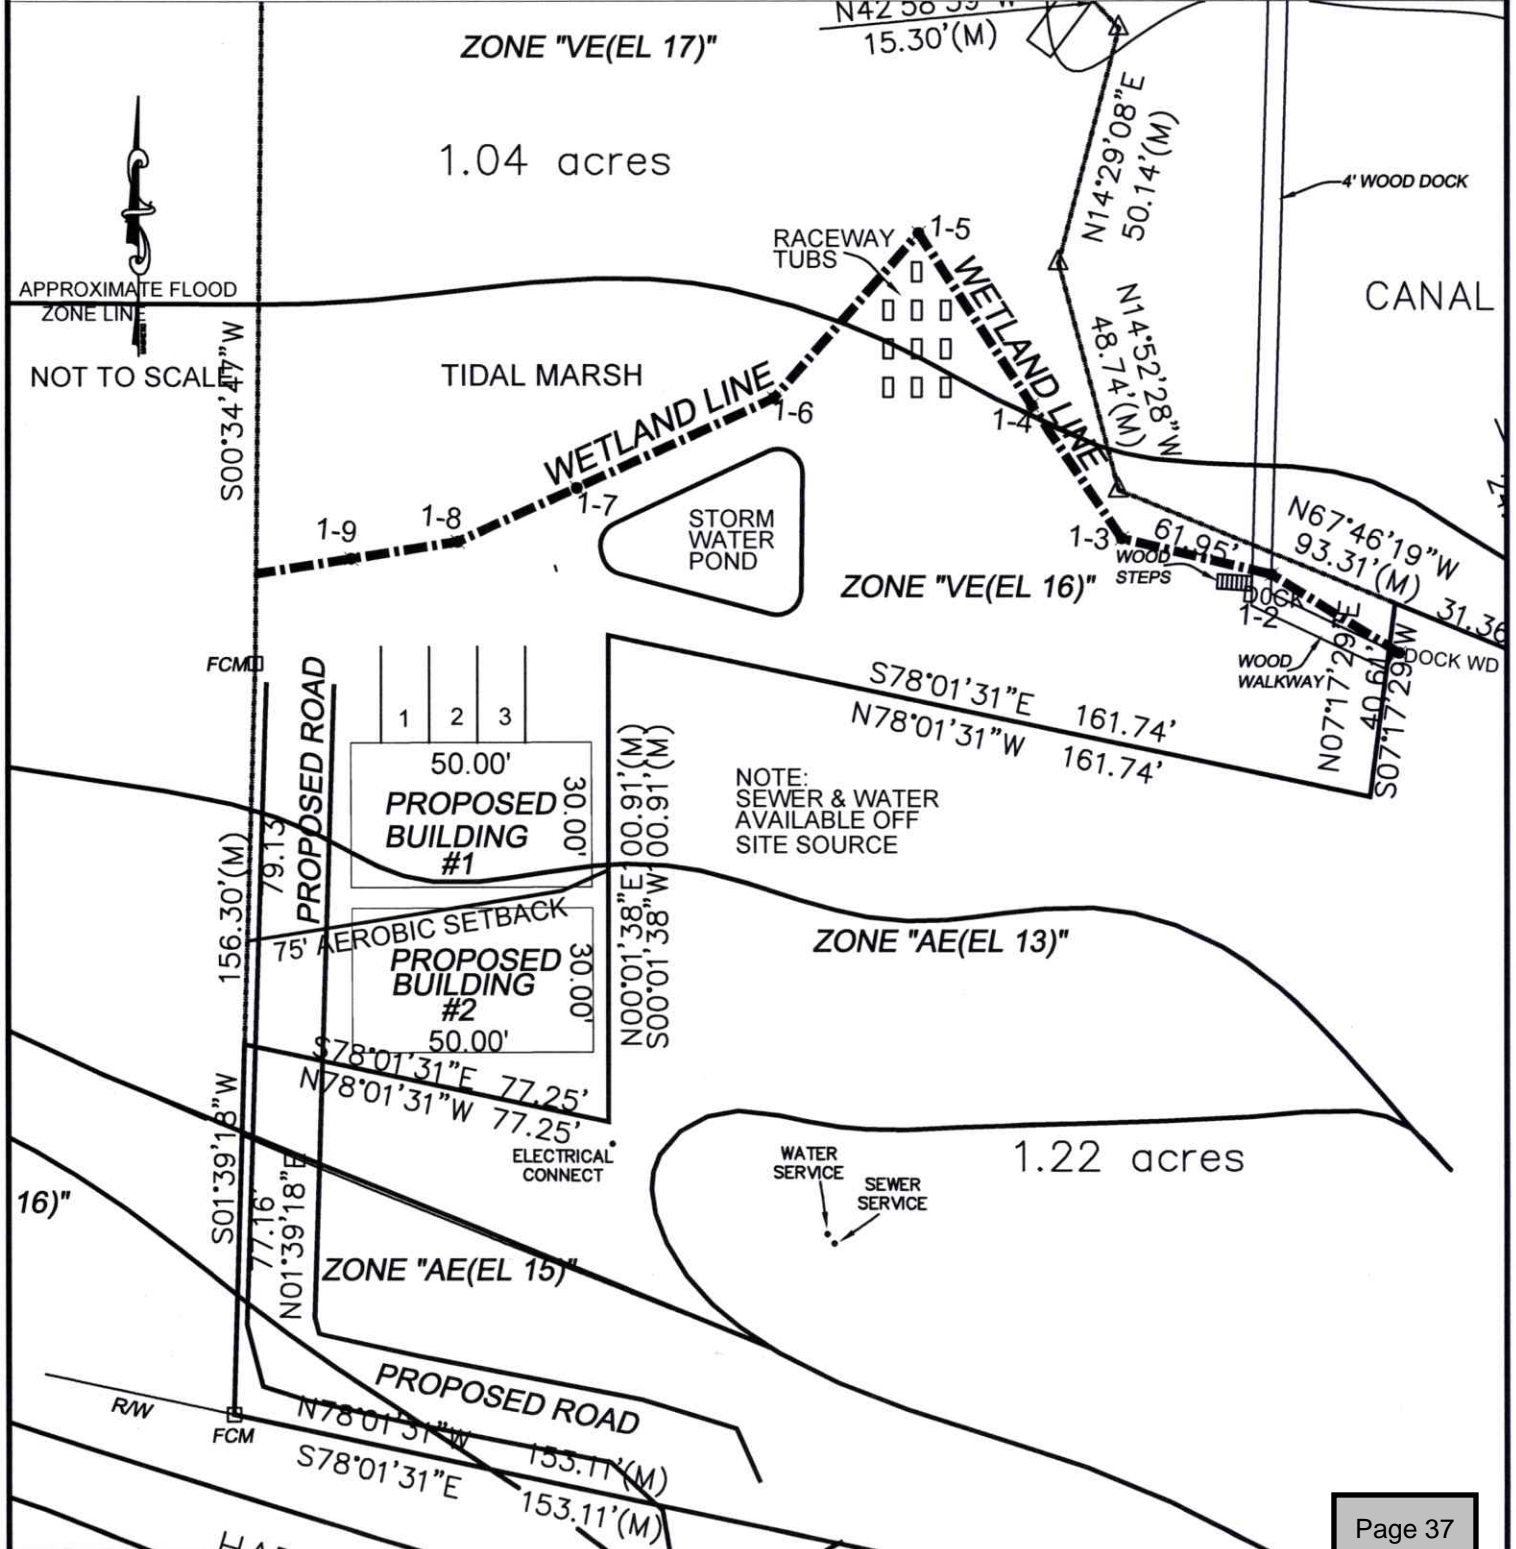 N42°58'59"W
15.30'(M)
ZONE "VE(EL 17)"
1.04 acres
N14°29'08"E
50.14'(M)
4' WOOD DOCK
1-5
RACEWAY
TUBS
WETLAND LINE
CANAL
APPROXIMATE FLOOD
ZONE LINE
NOT TO SCALE
S00°34'47"W
TIDAL MARSH
N14°52'28"W
48.74'(M)
WETLAND LINE
1-6
1-4
1-7
1-8
1-9
STORM
WATER
POND
1-3
61.95'
N67°46'19"W
93.31'(M)
31.36
WOOD
STEPS
DOCK
1-2
ZONE "VE(EL 16)"
WOOD
WALKWAY
DOCK WD
N07°17'29"E
40.61'
S07°17'29"W
FCM
PROPOSED ROAD
1 2 3
S78°01'31"E 161.74'
N78°01'31"W 161.74'
50.00'
30.00'
PROPOSED
BUILDING
#1
NOTE:
SEWER & WATER
AVAILABLE OFF
SITE SOURCE
156.30'(M)
79.13'
N00°01'38"E 100.91'(M)
S00°01'38"W 100.91'(M)
75' AEROBIC SETBACK
PROPOSED
BUILDING
#2
30.00'
50.00'
ZONE "AE(EL 13)"
S78°01'31"E 77.25'
N78°01'31"W 77.25'
ELECTRICAL
CONNECT
WATER
SERVICE
SEWER
SERVICE
1.22 acres
S01°39'18"W
77.16'
N01°39'18"E
16)"
ZONE "AE(EL 15)"
PROPOSED ROAD
R/W
FCM
N78°01'31"W 153.11'(M)
S78°01'31"E 153.11'(M)
Page 37